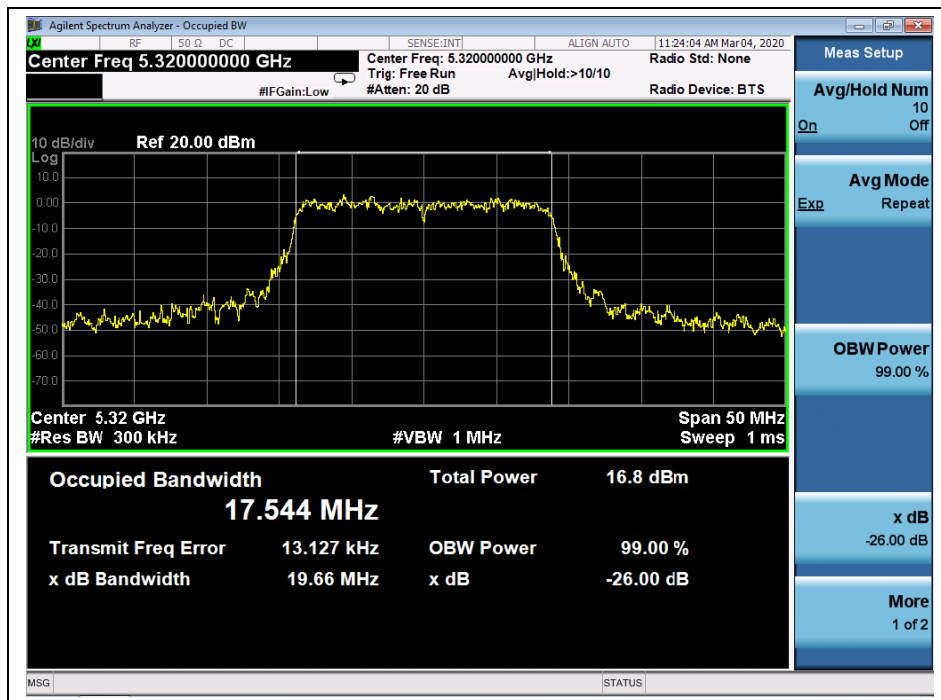 Agilent Spectrum Analyzer - Occupied BW
LXI RF 50 Ω DC SENSE:INT ALIGN AUTO 11:24:04 AM Mar 04, 2020
Center Freq 5.320000000 GHz
Center Freq: 5.320000000 GHz
Radio Std: None
Trig: Free Run Avg|Hold:>10/10
#IFGain:Low
#Atten: 20 dB
Radio Device: BTS
10 dB/div Ref 20.00 dBm
Log
10.0
0.00
-10.0
-20.0
-30.0
-40.0
-50.0
-60.0
-70.0
Center 5.32 GHz Span 50 MHz
#Res BW 300 kHz #VBW 1 MHz Sweep 1 ms
Occupied Bandwidth Total Power 16.8 dBm
17.544 MHz
Transmit Freq Error 13.127 kHz OBW Power 99.00 %
x dB Bandwidth 19.66 MHz x dB -26.00 dB
Meas Setup
Avg/Hold Num
10
On Off
Avg Mode
Exp Repeat
OBW Power
99.00 %
x dB
-26.00 dB
More
1 of 2
MSG STATUS